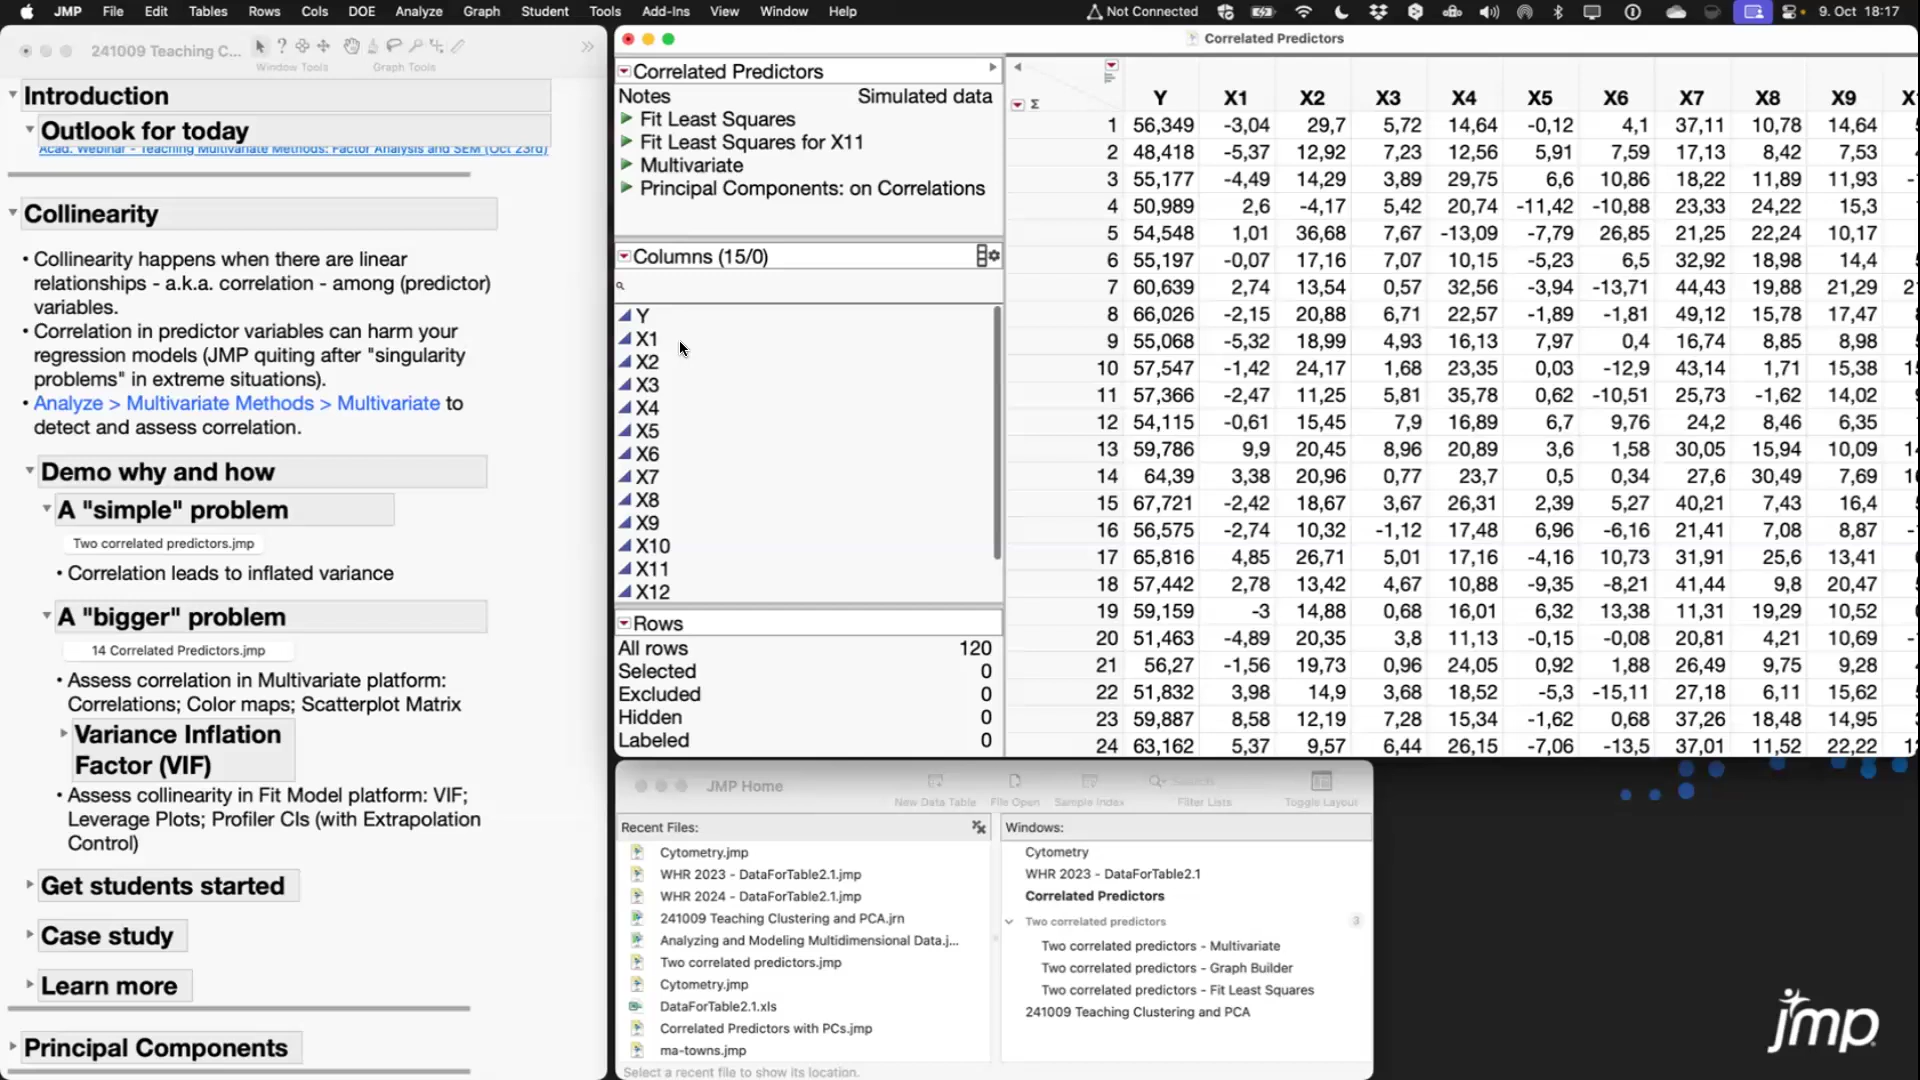 JMP File Edit Tables Rows Cols DOE Analyze Graph Student Tools Add-Ins View Window Help Not Connected 9. Oct 18:17
241009 Teaching C...
Window Tools
Graph Tools
Introduction
Outlook for today
Acad. Webinar - Teaching Multivariate Methods: Factor Analysis and SEM (Oct 23rd)
Collinearity
• Collinearity happens when there are linear
relationships - a.k.a. correlation - among (predictor)
variables.
• Correlation in predictor variables can harm your
regression models (JMP quiting after "singularity
problems" in extreme situations).
• Analyze > Multivariate Methods > Multivariate to
detect and assess correlation.
Demo why and how
A "simple" problem
Two correlated predictors.jmp
• Correlation leads to inflated variance
A "bigger" problem
14 Correlated Predictors.jmp
• Assess correlation in Multivariate platform:
Correlations; Color maps; Scatterplot Matrix
Variance Inflation
Factor (VIF)
• Assess collinearity in Fit Model platform: VIF;
Leverage Plots; Profiler CIs (with Extrapolation
Control)
Get students started
Case study
Learn more
Principal Components
Correlated Predictors
Correlated Predictors
Notes Simulated data
Fit Least Squares
Fit Least Squares for X11
Multivariate
Principal Components: on Correlations
Columns (15/0)
Y
X1
X2
X3
X4
X5
X6
X7
X8
X9
X10
X11
X12
Rows
All rows 120
Selected 0
Excluded 0
Hidden 0
Labeled 0
Σ
Y X1 X2 X3 X4 X5 X6 X7 X8 X9
1 56,349 -3,04 29,7 5,72 14,64 -0,12 4,1 37,11 10,78 14,64
2 48,418 -5,37 12,92 7,23 12,56 5,91 7,59 17,13 8,42 7,53
3 55,177 -4,49 14,29 3,89 29,75 6,6 10,86 18,22 11,89 11,93
4 50,989 2,6 -4,17 5,42 20,74 -11,42 -10,88 23,33 24,22 15,3
5 54,548 1,01 36,68 7,67 -13,09 -7,79 26,85 21,25 22,24 10,17
6 55,197 -0,07 17,16 7,07 10,15 -5,23 6,5 32,92 18,98 14,4
7 60,639 2,74 13,54 0,57 32,56 -3,94 -13,71 44,43 19,88 21,29
8 66,026 -2,15 20,88 6,71 22,57 -1,89 -1,81 49,12 15,78 17,47
9 55,068 -5,32 18,99 4,93 16,13 7,97 0,4 16,74 8,85 8,98
10 57,547 -1,42 24,17 1,68 23,35 0,03 -12,9 43,14 1,71 15,38
11 57,366 -2,47 11,25 5,81 35,78 0,62 -10,51 25,73 -1,62 14,02
12 54,115 -0,61 15,45 7,9 16,89 6,7 9,76 24,2 8,46 6,35
13 59,786 9,9 20,45 8,96 20,89 3,6 1,58 30,05 15,94 10,09
14 64,39 3,38 20,96 0,77 23,7 0,5 0,34 27,6 30,49 7,69
15 67,721 -2,42 18,67 3,67 26,31 2,39 5,27 40,21 7,43 16,4
16 56,575 -2,74 10,32 -1,12 17,48 6,96 -6,16 21,41 7,08 8,87
17 65,816 4,85 26,71 5,01 17,16 -4,16 10,73 31,91 25,6 13,41
18 57,442 2,78 13,42 4,67 10,88 -9,35 -8,21 41,44 9,8 20,47
19 59,159 -3 14,88 0,68 16,01 6,32 13,38 11,31 19,29 10,52
20 51,463 -4,89 20,35 3,8 11,13 -0,15 -0,08 20,81 4,21 10,69
21 56,27 -1,56 19,73 0,96 24,05 0,92 1,88 26,49 9,75 9,28
22 51,832 3,98 14,9 3,68 18,52 -5,3 -15,11 27,18 6,11 15,62
23 59,887 8,58 12,19 7,28 15,34 -1,62 0,68 37,26 18,48 14,95
24 63,162 5,37 9,57 6,44 26,15 -7,06 -13,5 37,01 11,52 22,22
JMP Home
New Data Table File Open Sample Index Filter Lists Toggle Layout
Search
Recent Files:
Cytometry.jmp
WHR 2023 - DataForTable2.1.jmp
WHR 2024 - DataForTable2.1.jmp
241009 Teaching Clustering and PCA.jrn
Analyzing and Modeling Multidimensional Data.j...
Two correlated predictors.jmp
Cytometry.jmp
DataForTable2.1.xls
Correlated Predictors with PCs.jmp
ma-towns.jmp
Select a recent file to show its location.
Windows:
Cytometry
WHR 2023 - DataForTable2.1
Correlated Predictors
Two correlated predictors 3
Two correlated predictors - Multivariate
Two correlated predictors - Graph Builder
Two correlated predictors - Fit Least Squares
241009 Teaching Clustering and PCA
jmp